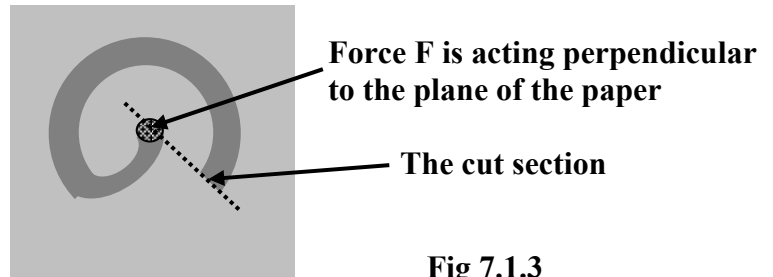 Force F is acting perpendicular
to the plane of the paper
The cut section
Fig 7.1.3